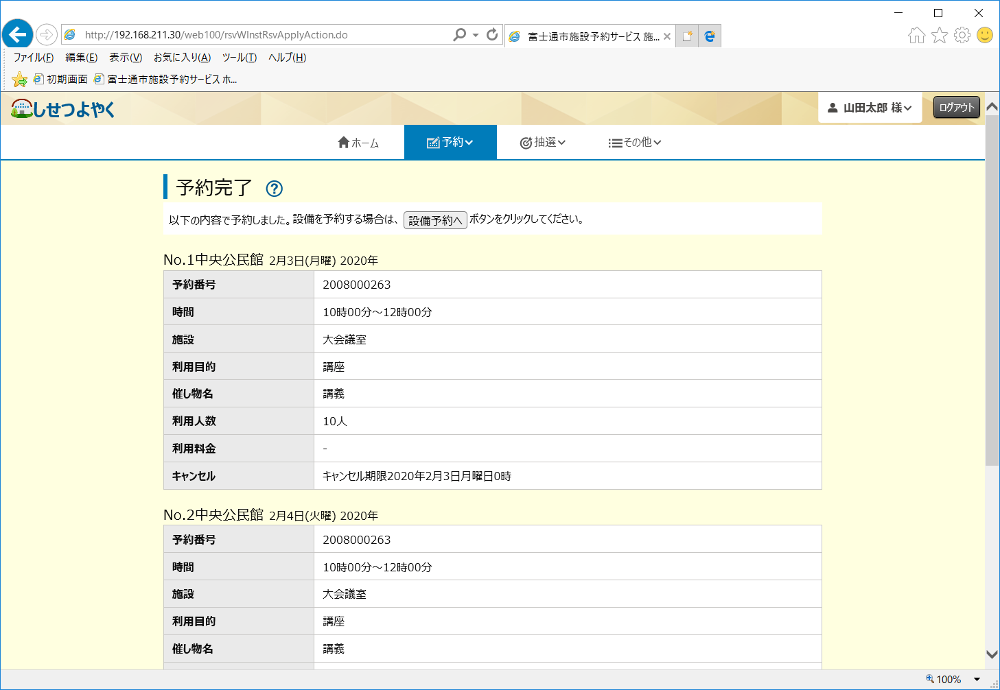 http://192.168.211.30/web100/rsvWInstRsvApplyAction.do
富士通市施設予約サービス 施...
ファイル(F) 編集(E) 表示(V) お気に入り(A) ツール(T) ヘルプ(H)
初期画面 富士通市施設予約サービス ホ...
しせつよやく
山田太郎 様
ログアウト
ホーム 予約 抽選 その他
予約完了 ?
以下の内容で予約しました。設備を予約する場合は、 設備予約へ ボタンをクリックしてください。
No.1中央公民館 2月3日(月曜) 2020年
予約番号 2008000263
時間 10時00分～12時00分
施設 大会議室
利用目的 講座
催し物名 講義
利用人数 10人
利用料金 -
キャンセル キャンセル期限2020年2月3日月曜日0時
No.2中央公民館 2月4日(火曜) 2020年
予約番号 2008000263
時間 10時00分～12時00分
施設 大会議室
利用目的 講座
催し物名 講義
100%